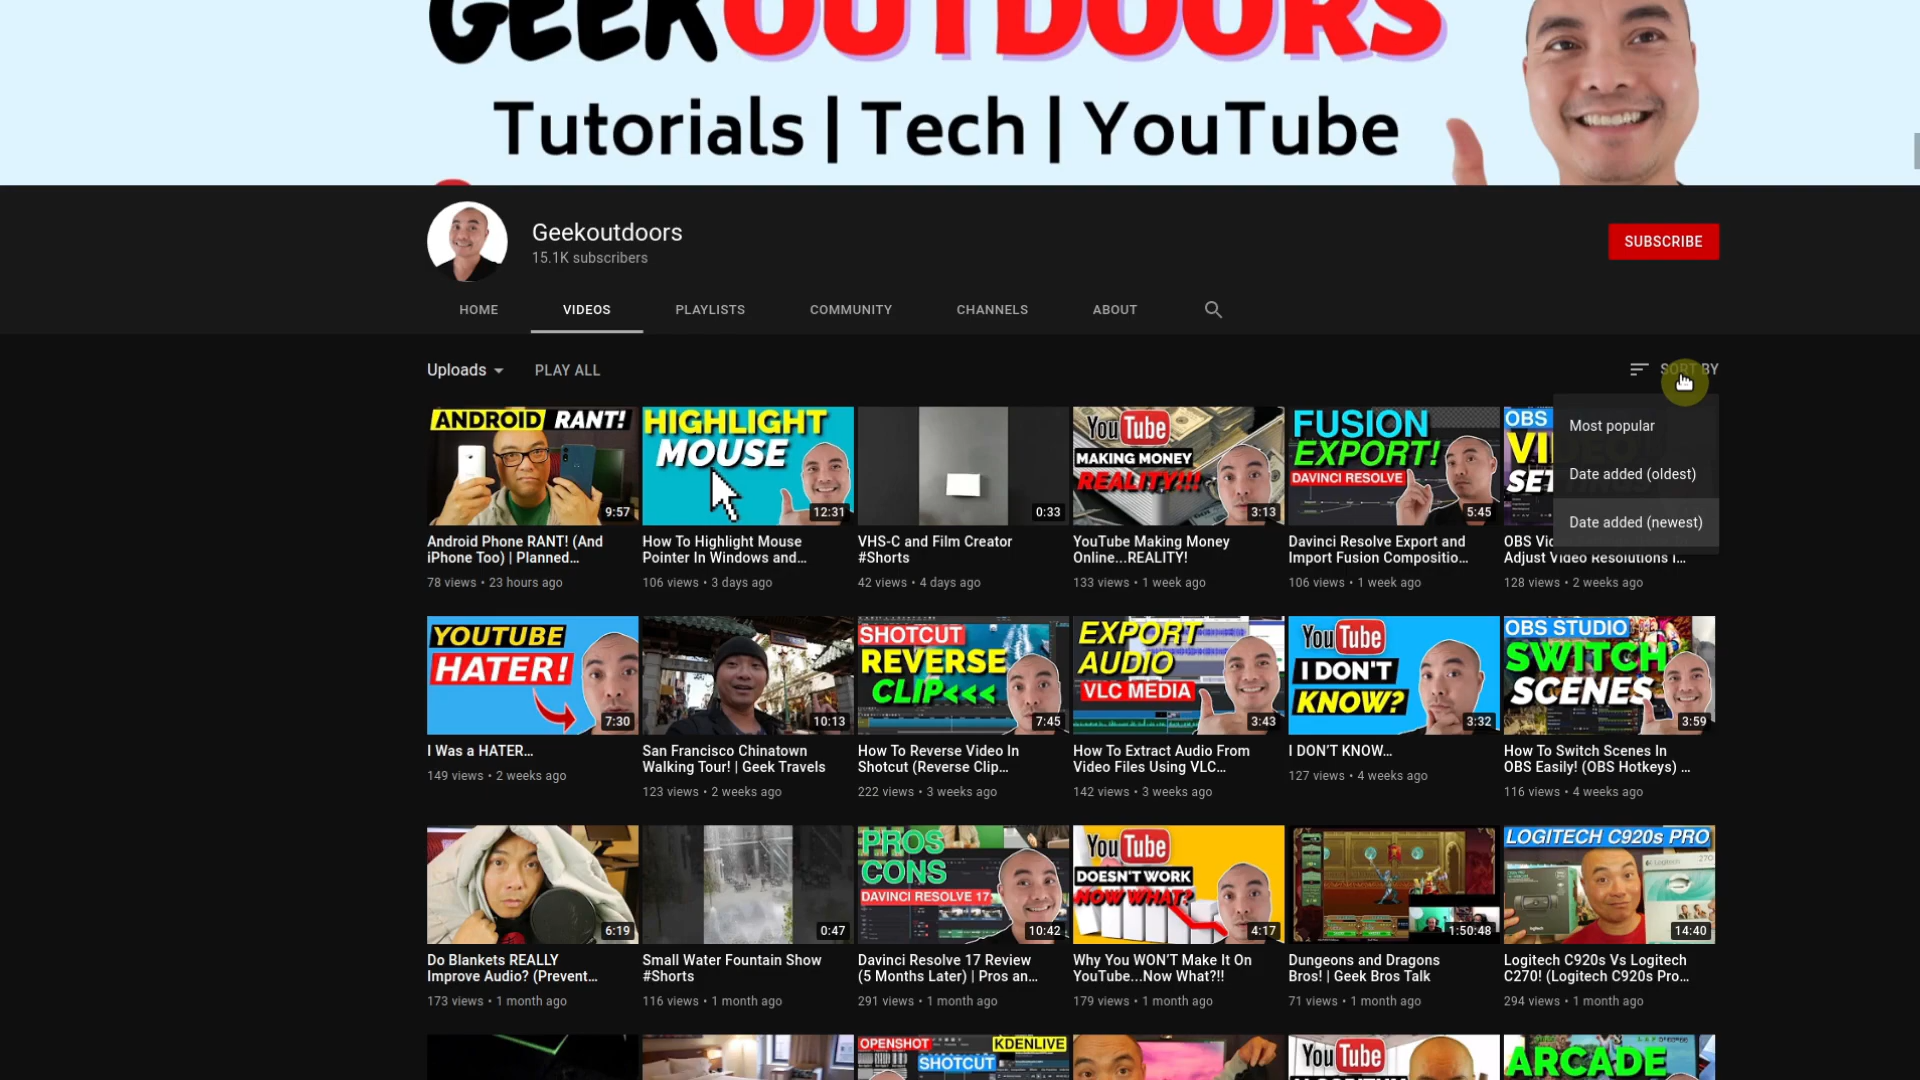 GEEKOUTDOORS
Tutorials | Tech | YouTube
Geekoutdoors
15.1K subscribers
SUBSCRIBE
HOME
VIDEOS
PLAYLISTS
COMMUNITY
CHANNELS
ABOUT
Uploads
PLAY ALL
SORT BY
Most popular
Date added (oldest)
Date added (newest)
ANDROID RANT!
9:57
HIGHLIGHT
MOUSE
12:31
0:33
YouTube
MAKING MONEY
REALITY!!!
3:13
FUSION
EXPORT!
DAVINCI RESOLVE
5:45
OBS
VI
SET
Android Phone RANT! (And
iPhone Too) | Planned...
78 views • 23 hours ago
How To Highlight Mouse
Pointer In Windows and...
106 views • 3 days ago
VHS-C and Film Creator
#Shorts
42 views • 4 days ago
YouTube Making Money
Online...REALITY!
133 views • 1 week ago
Davinci Resolve Export and
Import Fusion Compositio...
106 views • 1 week ago
OBS Vi
Adjust Video Resolutions I...
128 views • 2 weeks ago
YOUTUBE
HATER!
7:30
10:13
SHOTCUT
REVERSE
CLIP<<<
7:45
EXPORT
AUDIO
VLC MEDIA
3:43
YouTube
I DON'T
KNOW?
3:32
OBS STUDIO
SWITCH
SCENES
3:59
I Was a HATER...
149 views • 2 weeks ago
San Francisco Chinatown
Walking Tour! | Geek Travels
123 views • 2 weeks ago
How To Reverse Video In
Shotcut (Reverse Clip...
222 views • 3 weeks ago
How To Extract Audio From
Video Files Using VLC...
142 views • 3 weeks ago
I DON'T KNOW...
127 views • 4 weeks ago
How To Switch Scenes In
OBS Easily! (OBS Hotkeys) ...
116 views • 4 weeks ago
6:19
0:47
PROS
CONS
DAVINCI RESOLVE 17
10:42
YouTube
DOESN'T WORK
NOW WHAT?
4:17
1:50:48
LOGITECH C920s PRO
14:40
Do Blankets REALLY
Improve Audio? (Prevent...
173 views • 1 month ago
Small Water Fountain Show
#Shorts
116 views • 1 month ago
Davinci Resolve 17 Review
(5 Months Later) | Pros an...
291 views • 1 month ago
Why You WON'T Make It On
YouTube...Now What?!!
179 views • 1 month ago
Dungeons and Dragons
Bros! | Geek Bros Talk
71 views • 1 month ago
Logitech C920s Vs Logitech
C270! (Logitech C920s Pro...
294 views • 1 month ago
OPENSHOT
KDENLIVE
SHOTCUT
YouTube
ARCADE